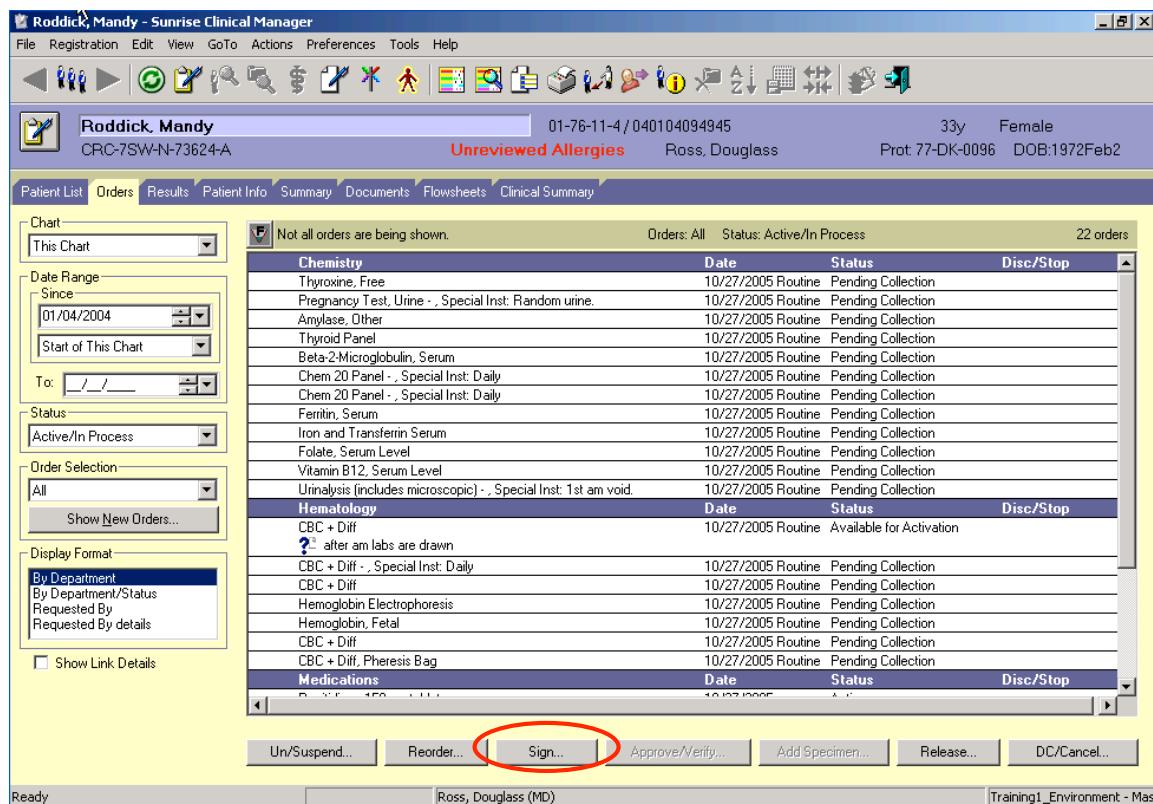 Roddick, Mandy - Sunrise Clinical Manager
File Registration Edit View GoTo Actions Preferences Tools Help
Roddick, Mandy 01-76-11-4 / 040104094945 33y Female
CRC-7SW-N-73624-A Unreviewed Allergies Ross, Douglass Prot: 77-DK-0096 DOB:1972Feb2
Patient List Orders Results Patient Info Summary Documents Flowsheets Clinical Summary
Chart
This Chart
Date Range
Since
01/04/2004
Start of This Chart
To: __/__/____
Status
Active/In Process
Order Selection
All
Show New Orders...
Display Format
By Department
By Department/Status
Requested By
Requested By details
Show Link Details
Not all orders are being shown. Orders: All Status: Active/In Process 22 orders
Chemistry Date Status Disc/Stop
Thyroxine, Free 10/27/2005 Routine Pending Collection
Pregnancy Test, Urine - , Special Inst: Random urine. 10/27/2005 Routine Pending Collection
Amylase, Other 10/27/2005 Routine Pending Collection
Thyroid Panel 10/27/2005 Routine Pending Collection
Beta-2-Microglobulin, Serum 10/27/2005 Routine Pending Collection
Chem 20 Panel - , Special Inst: Daily 10/27/2005 Routine Pending Collection
Chem 20 Panel - , Special Inst: Daily 10/27/2005 Routine Pending Collection
Ferritin, Serum 10/27/2005 Routine Pending Collection
Iron and Transferrin Serum 10/27/2005 Routine Pending Collection
Folate, Serum Level 10/27/2005 Routine Pending Collection
Vitamin B12, Serum Level 10/27/2005 Routine Pending Collection
Urinalysis (includes microscopic) - , Special Inst: 1st am void. 10/27/2005 Routine Pending Collection
Hematology Date Status Disc/Stop
CBC + Diff 10/27/2005 Routine Available for Activation
after am labs are drawn
CBC + Diff - , Special Inst: Daily 10/27/2005 Routine Pending Collection
CBC + Diff 10/27/2005 Routine Pending Collection
Hemoglobin Electrophoresis 10/27/2005 Routine Pending Collection
Hemoglobin, Fetal 10/27/2005 Routine Pending Collection
CBC + Diff 10/27/2005 Routine Pending Collection
CBC + Diff, Pheresis Bag 10/27/2005 Routine Pending Collection
Medications Date Status Disc/Stop
Un/Suspend... Reorder... Sign... Approve/Verify... Add Specimen... Release... DC/Cancel...
Ready Ross, Douglass (MD) Training1_Environment - Mas